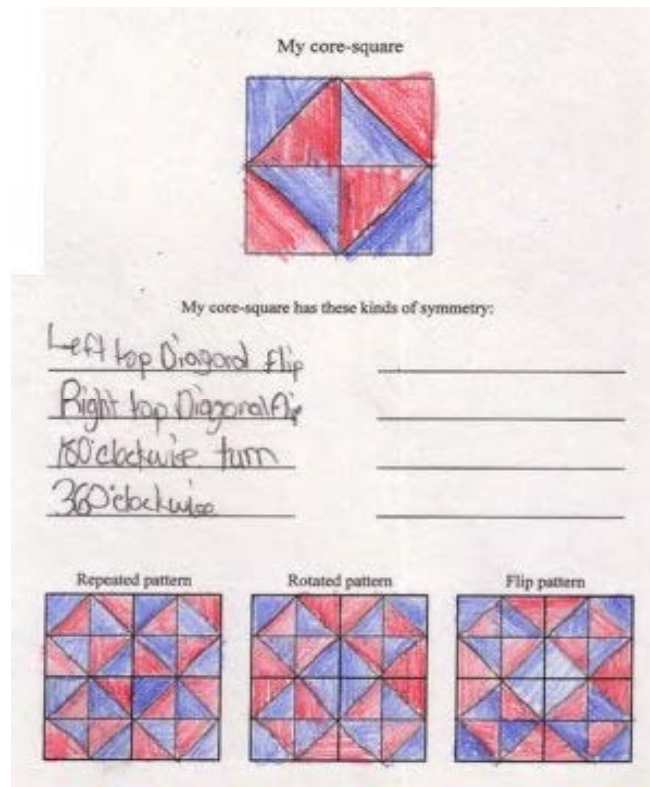 My core-square
My core-square has these kinds of symmetry:
Left top Diagonal flip
Right top Diagonal flip
180° clockwise turn
360° clockwise
Repeated pattern Rotated pattern Flip pattern